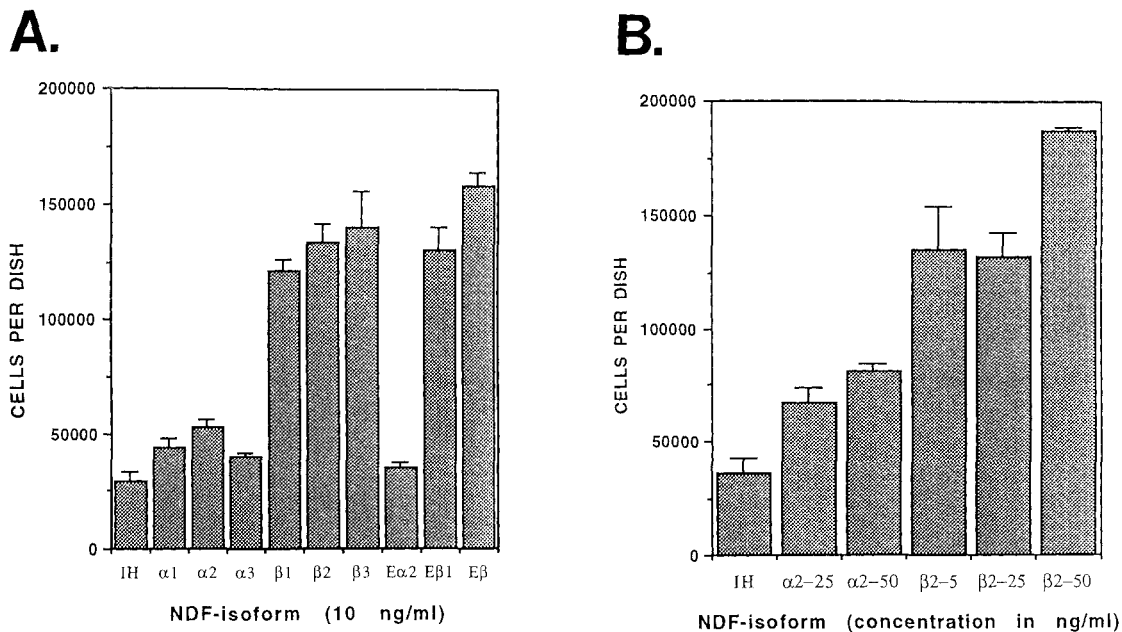 A.
200000
150000
100000
50000
0
CELLS PER DISH
IH α1 α2 α3 β1 β2 β3 Eα2 Eβ1 Eβ
NDF-isoform (10 ng/ml)
B.
200000
150000
100000
50000
0
CELLS PER DISH
IH α2-25 α2-50 β2-5 β2-25 β2-50
NDF-isoform (concentration in ng/ml)